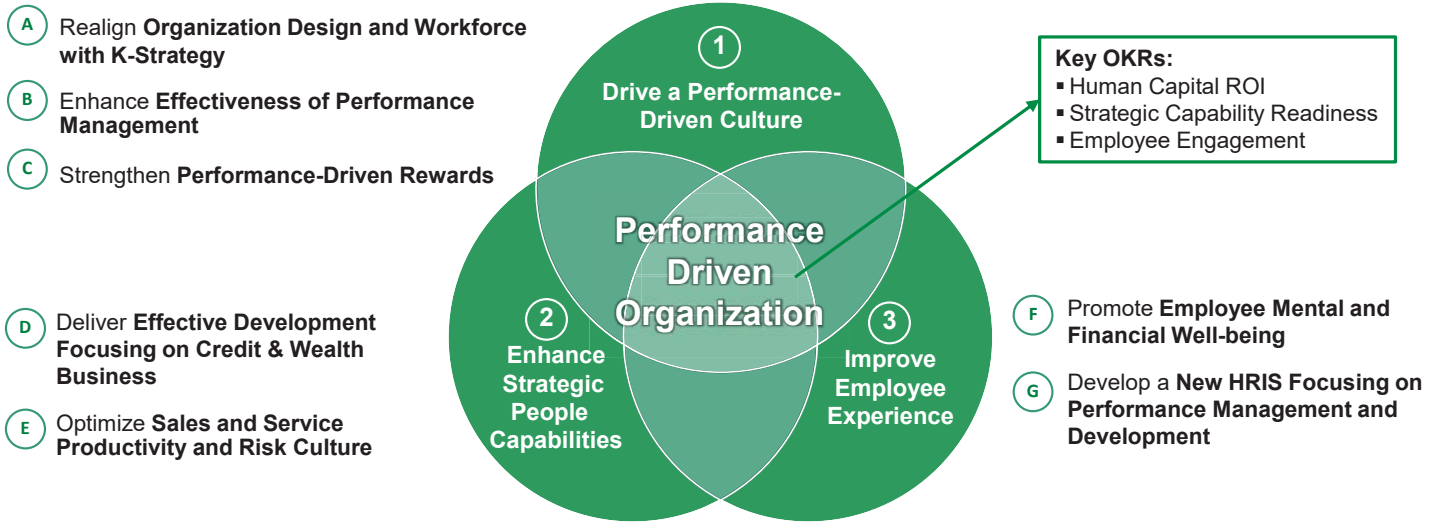 A Realign Organization Design and Workforce
with K-Strategy
B Enhance Effectiveness of Performance
Management
C Strengthen Performance-Driven Rewards
1
Drive a Performance-
Driven Culture
Key OKRs:
▪ Human Capital ROI
▪ Strategic Capability Readiness
▪ Employee Engagement
Performance
Driven
Organization
D Deliver Effective Development
Focusing on Credit & Wealth
Business
E Optimize Sales and Service
Productivity and Risk Culture
2
Enhance
Strategic
People
Capabilities
3
Improve
Employee
Experience
F Promote Employee Mental and
Financial Well-being
G Develop a New HRIS Focusing on
Performance Management and
Development